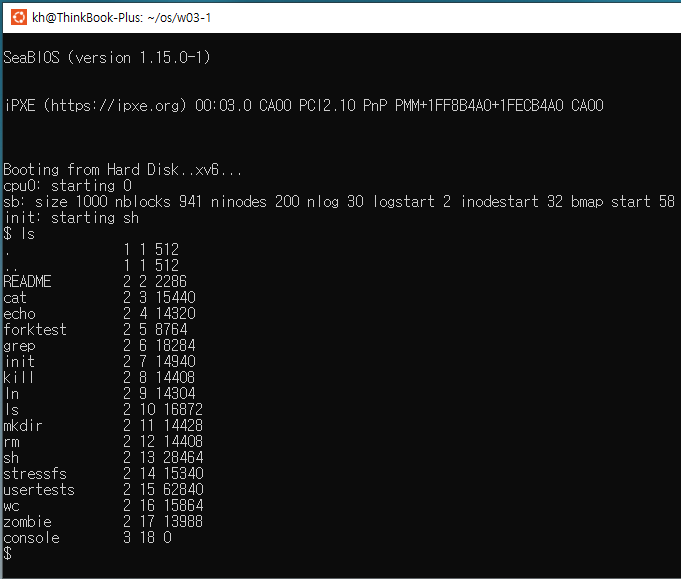 kh@ThinkBook-Plus: ~/os/w03-1
SeaBIOS (version 1.15.0-1)
iPXE (https://ipxe.org) 00:03.0 CA00 PCI2.10 PnP PMM+1FF8B4A0+1FECB4A0 CA00
Booting from Hard Disk..xv6...
cpu0: starting 0
sb: size 1000 nblocks 941 ninodes 200 nlog 30 logstart 2 inodestart 32 bmap start 58
init: starting sh
$ ls
. 1 1 512
.. 1 1 512
README 2 2 2286
cat 2 3 15440
echo 2 4 14320
forktest 2 5 8764
grep 2 6 18284
init 2 7 14940
kill 2 8 14408
ln 2 9 14304
ls 2 10 16872
mkdir 2 11 14428
rm 2 12 14408
sh 2 13 28464
stressfs 2 14 15340
usertests 2 15 62840
wc 2 16 15864
zombie 2 17 13988
console 3 18 0
$